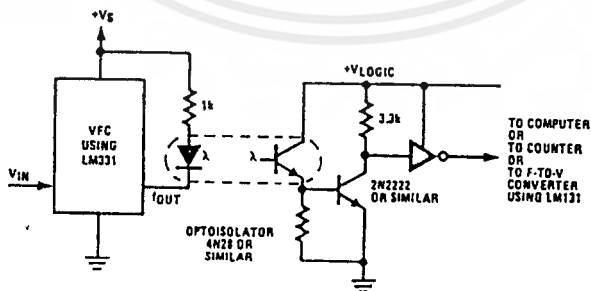 +VS
1k
+VLOGIC
3.3k
VFC
USING
LM331
λ
λ
VIN
fOUT
2N2222
OR SIMILAR
OPTOISOLATOR
4N28 OR
SIMILAR
TO COMPUTER
OR
TO COUNTER
OR
TO F-TO-V
CONVERTER
USING LM131